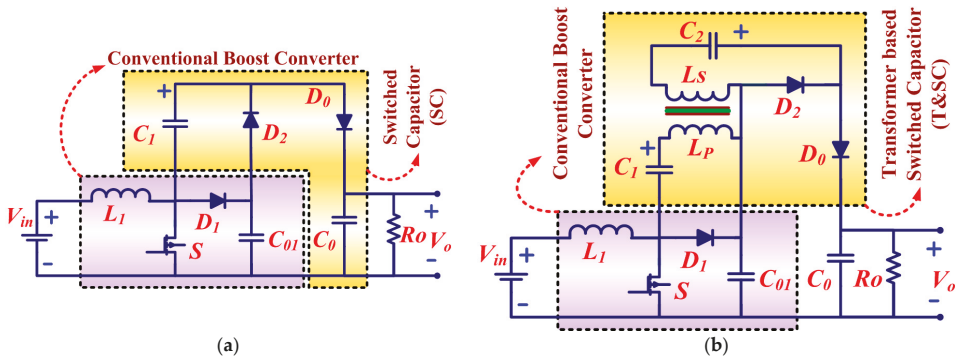 Conventional Boost Converter
+
C1
D2
D0
Switched
Capacitor
(SC)
Vin
+
−
L1
D1
S
C01
C0
Ro
+
Vo
−
(a)
Conventional Boost
Converter
C2
+
Ls
D2
LP
+
C1
D0
Transformer based
Switched Capacitor
(T&SC)
Vin
+
−
L1
D1
S
C01
C0
Ro
+
Vo
−
(b)